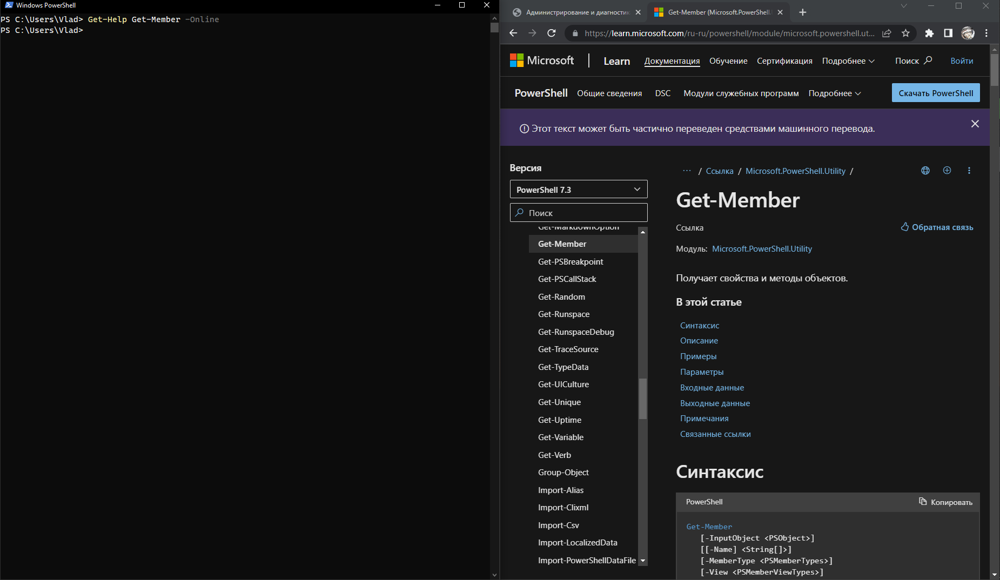 Windows PowerShell
PS C:\Users\Vlad> Get-Help Get-Member -Online
PS C:\Users\Vlad>
Администрирование и диагностик
Get-Member (Microsoft.PowerShell.
https://learn.microsoft.com/ru-ru/powershell/module/microsoft.powershell.ut...
Microsoft
Learn
Документация
Обучение
Сертификация
Подробнее
Поиск
Войти
PowerShell
Общие сведения
DSC
Модули служебных программ
Подробнее
Скачать PowerShell
Этот текст может быть частично переведен средствами машинного перевода.
Версия
PowerShell 7.3
Поиск
Get-MarkdownOption
Get-Member
Get-PSBreakpoint
Get-PSCallStack
Get-Random
Get-Runspace
Get-RunspaceDebug
Get-TraceSource
Get-TypeData
Get-UICulture
Get-Unique
Get-Uptime
Get-Variable
Get-Verb
Group-Object
Import-Alias
Import-Clixml
Import-Csv
Import-LocalizedData
Import-PowerShellDataFile
... / Ссылка / Microsoft.PowerShell.Utility /
Get-Member
Ссылка
Обратная связь
Модуль: Microsoft.PowerShell.Utility
Получает свойства и методы объектов.
В этой статье
Синтаксис
Описание
Примеры
Параметры
Входные данные
Выходные данные
Примечания
Связанные ссылки
Синтаксис
PowerShell
Копировать
Get-Member
[-InputObject <PSObject>]
[[-Name] <String[]>]
[-MemberType <PSMemberTypes>]
[-View <PSMemberViewTypes>]